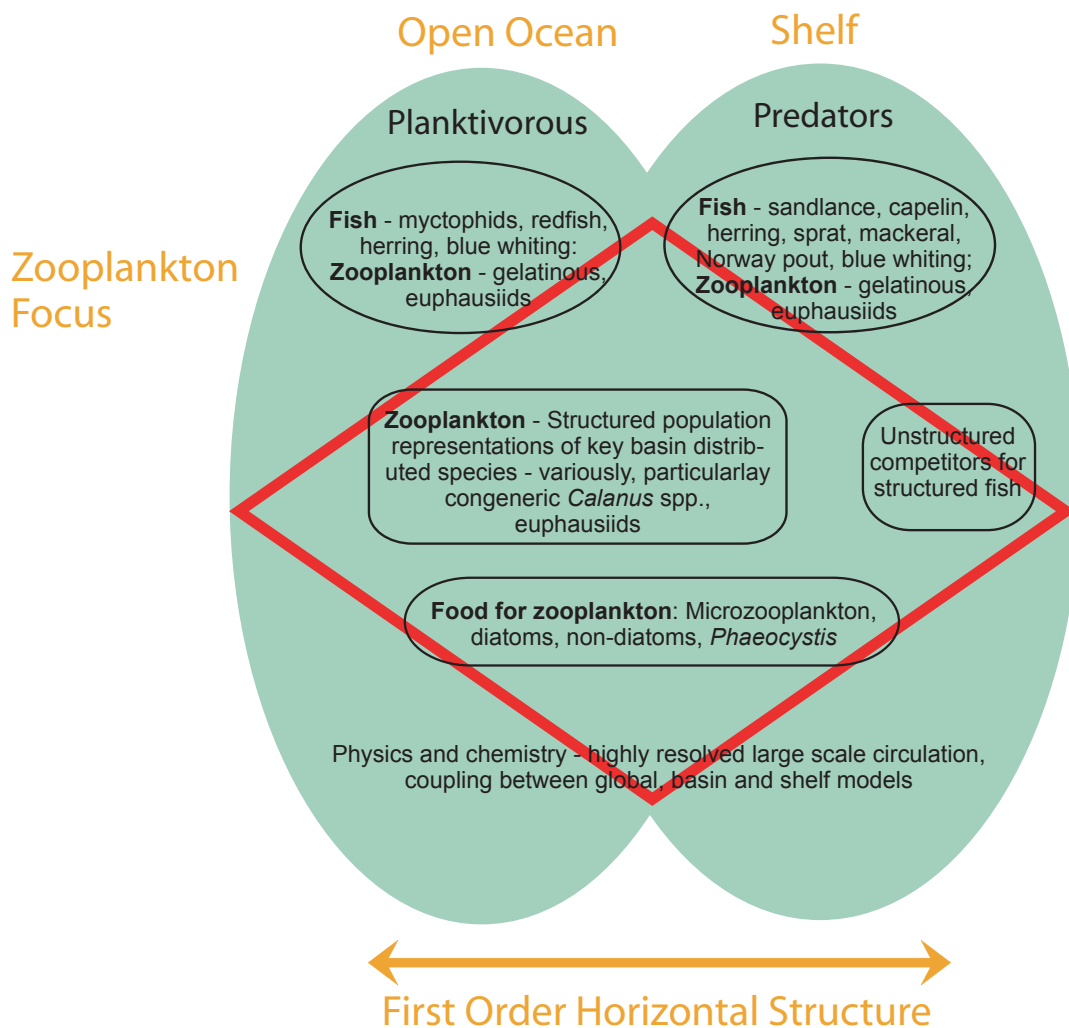 Open Ocean
Shelf
Planktivorous
Predators
Fish - myctophids, redfish,
herring, blue whiting:
Zooplankton - gelatinous,
euphausiids
Fish - sandlance, capelin,
herring, sprat, mackeral,
Norway pout, blue whiting;
Zooplankton - gelatinous,
euphausiids
Zooplankton
Focus
Zooplankton - Structured population
representations of key basin distrib-
uted species - variously, particularlay
congeneric Calanus spp.,
euphausiids
Unstructured
competitors for
structured fish
Food for zooplankton: Microzooplankton,
diatoms, non-diatoms, Phaeocystis
Physics and chemistry - highly resolved large scale circulation,
coupling between global, basin and shelf models
First Order Horizontal Structure